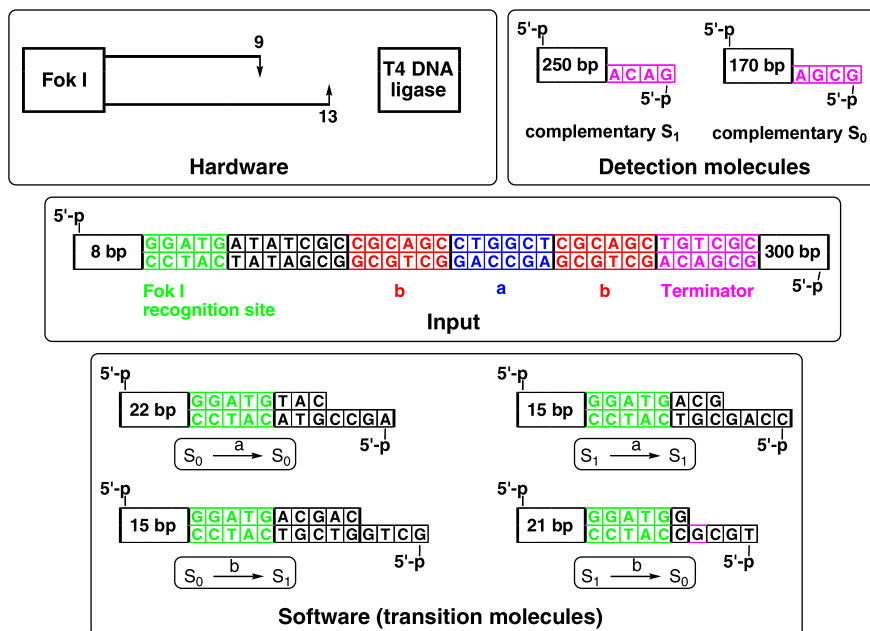 9
Fok I
T4 DNA
ligase
13
Hardware
5'-p
250 bp
ACAG
5'-p
complementary S1
5'-p
170 bp
AGCG
5'-p
complementary S0
Detection molecules
5'-p
8 bp
GGATGATATCGCCGCAGCCTGGCTCGCAGCTGTCGC
CCTACTATAGCGGCGTCGGACCGAGCGTCGACAGCG
300 bp
5'-p
Fok I
recognition site
b
a
b
Terminator
Input
5'-p
22 bp
GGATGTAC
CCTACATGCCGA
5'-p
S0 a S0
5'-p
15 bp
GGATGACG
CCTACTGCGACC
5'-p
S1 a S1
5'-p
15 bp
GGATGACGAC
CCTACTGCTGGTCG
5'-p
S0 b S1
5'-p
21 bp
GGATGG
CCTACCGCGT
5'-p
S1 b S0
Software (transition molecules)